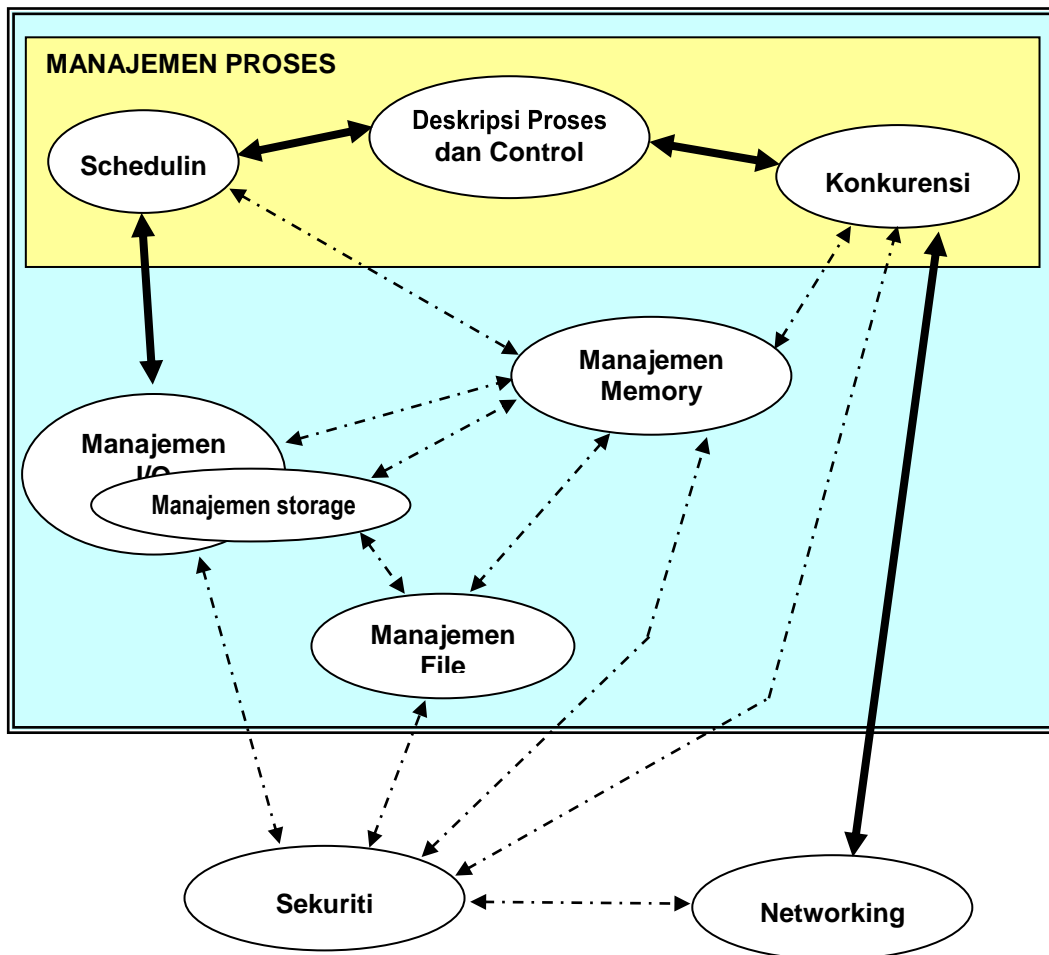 MANAJEMEN PROSES
Deskripsi Proses
dan Control
Schedulin
Konkurensi
Manajemen
Memory
Manajemen
I/O
Manajemen storage
Manajemen
File
Sekuriti
Networking